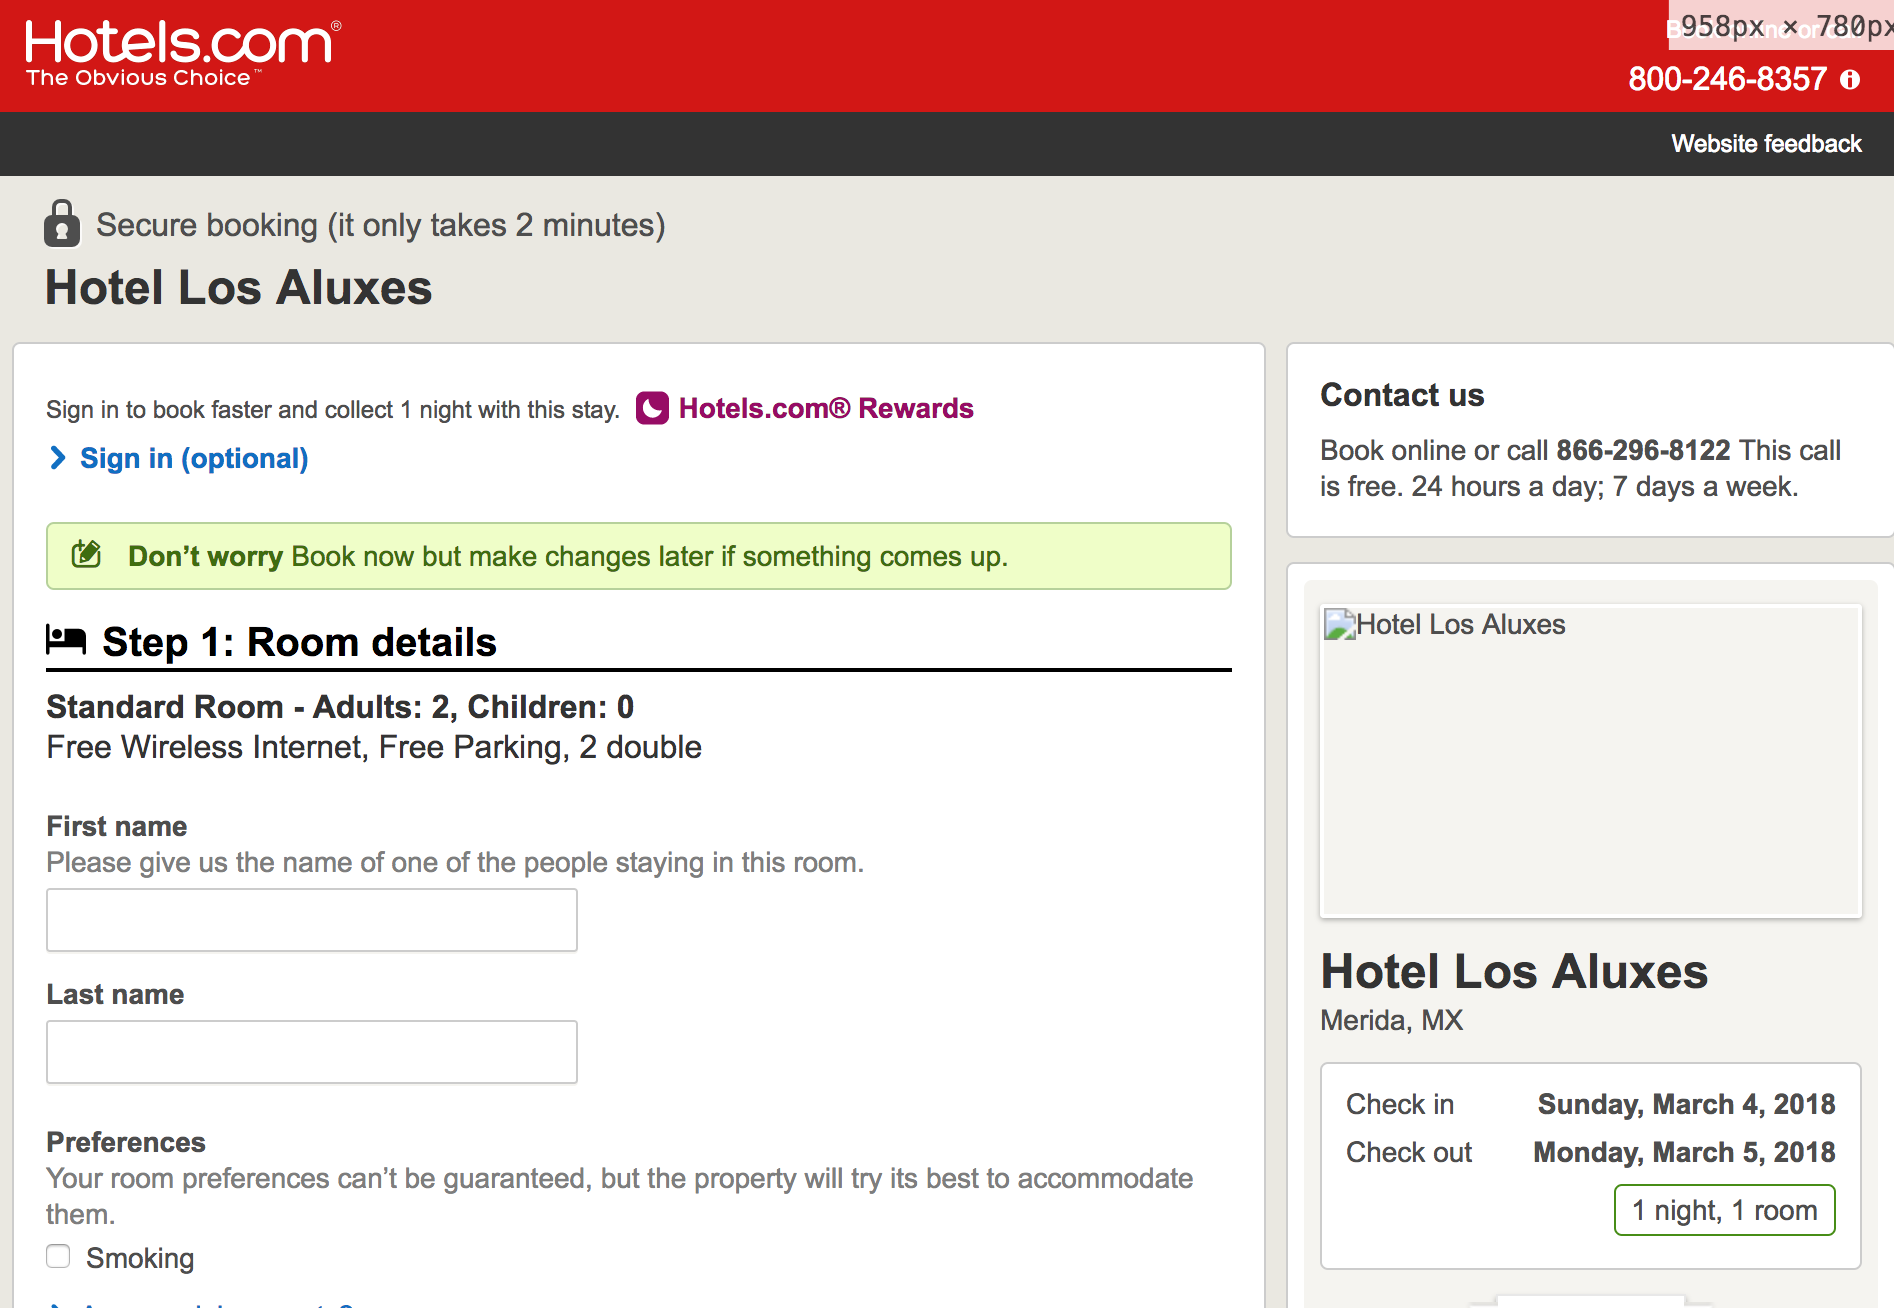 Hotels.com®
The Obvious Choice™
958px × 780px
800-246-8357
Website feedback
Secure booking (it only takes 2 minutes)
Hotel Los Aluxes
Sign in to book faster and collect 1 night with this stay. Hotels.com® Rewards
Sign in (optional)
Don’t worry Book now but make changes later if something comes up.
Step 1: Room details
Standard Room - Adults: 2, Children: 0
Free Wireless Internet, Free Parking, 2 double
First name
Please give us the name of one of the people staying in this room.
Last name
Preferences
Your room preferences can’t be guaranteed, but the property will try its best to accommodate
them.
Smoking
Contact us
Book online or call 866-296-8122 This call
is free. 24 hours a day; 7 days a week.
Hotel Los Aluxes
Hotel Los Aluxes
Merida, MX
Check in Sunday, March 4, 2018
Check out Monday, March 5, 2018
1 night, 1 room